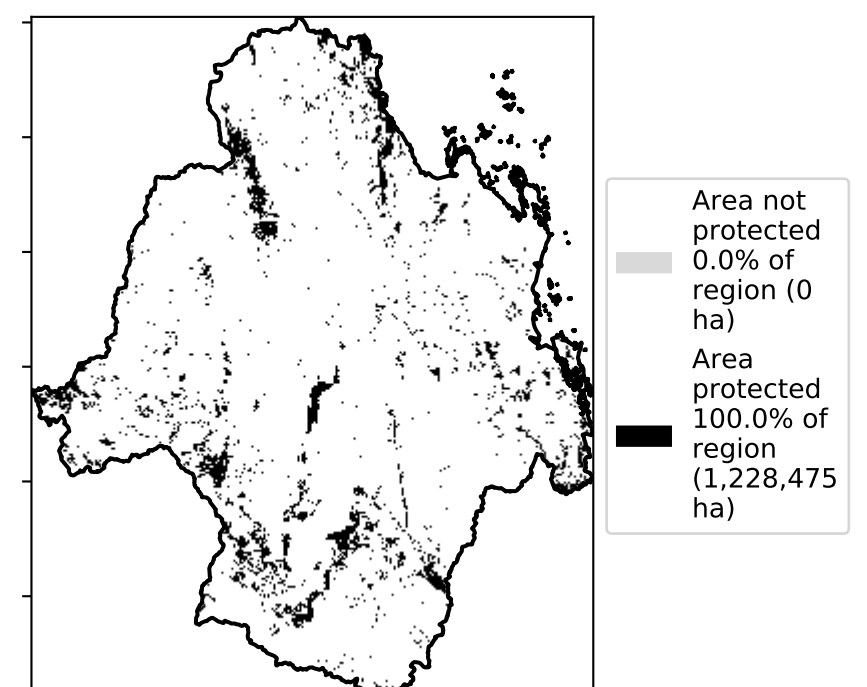 Area not
protected
0.0% of
region (0
ha)
Area
protected
100.0% of
region
(1,228,475
ha)